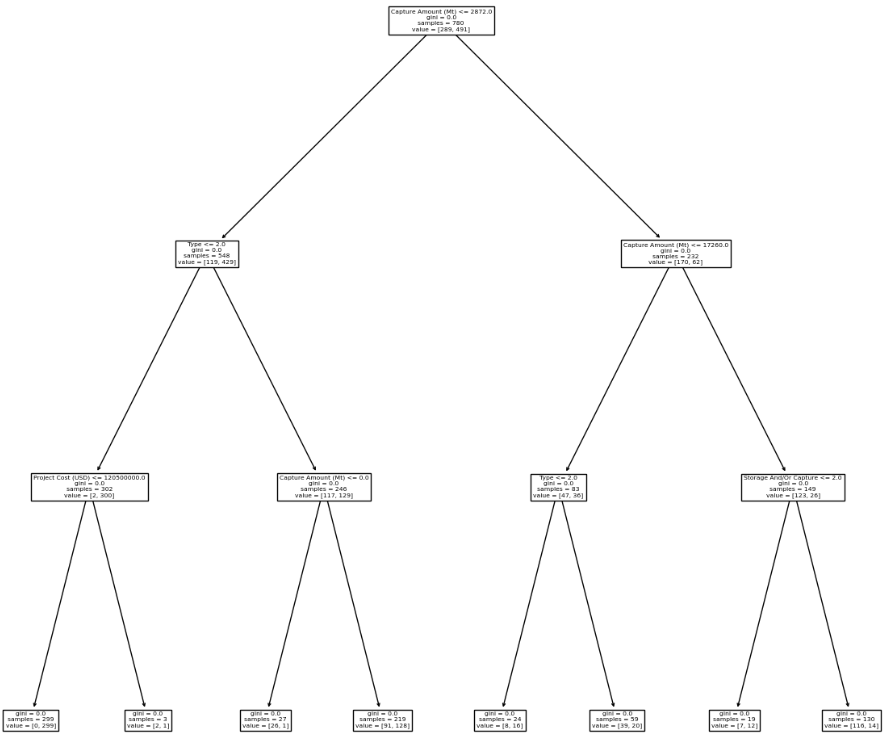 Capture Amount (Mt) <= 2872.0
gini = 0.0
samples = 780
value = [289, 491]
Type <= 2.0
gini = 0.0
samples = 548
value = [119, 429]
Capture Amount (Mt) <= 17260.0
gini = 0.0
samples = 232
value = [170, 62]
Project Cost (USD) <= 120500000.0
gini = 0.0
samples = 302
value = [2, 300]
Capture Amount (Mt) <= 0.0
gini = 0.0
samples = 246
value = [117, 129]
Type <= 2.0
gini = 0.0
samples = 83
value = [47, 36]
Storage And/Or Capture <= 2.0
gini = 0.0
samples = 149
value = [123, 26]
gini = 0.0
samples = 299
value = [0, 299]
gini = 0.0
samples = 3
value = [2, 1]
gini = 0.0
samples = 27
value = [26, 1]
gini = 0.0
samples = 219
value = [91, 128]
gini = 0.0
samples = 24
value = [8, 16]
gini = 0.0
samples = 59
value = [39, 20]
gini = 0.0
samples = 19
value = [7, 12]
gini = 0.0
samples = 130
value = [116, 14]